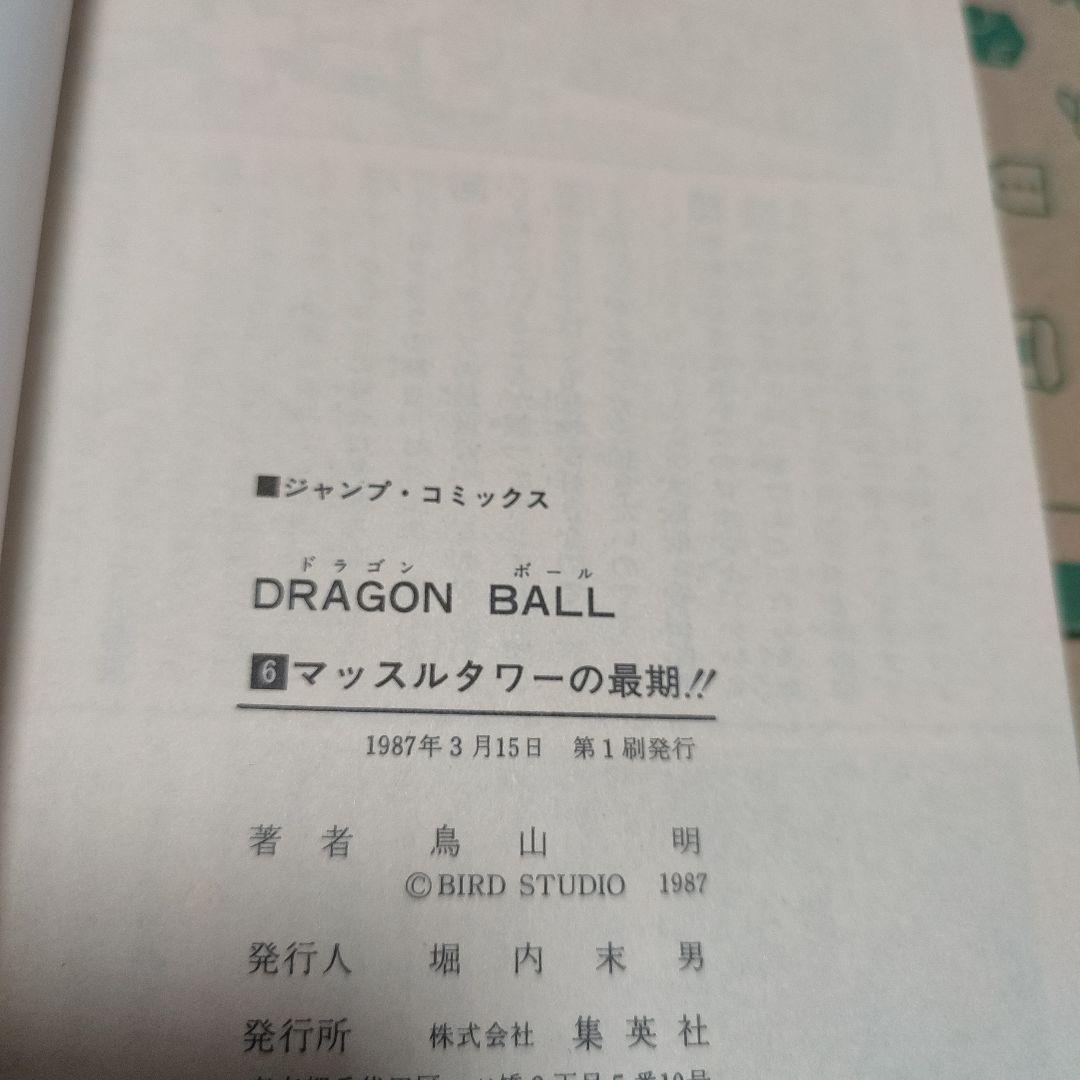 ■ジャンプ・コミックス
ドラゴン ボール
DRAGON BALL
6 マッスルタワーの最期!!
1987年3月15日 第1刷発行
著者 鳥山 明
©BIRD STUDIO 1987
発行人 堀内末男
発行所 株式会社 集英社